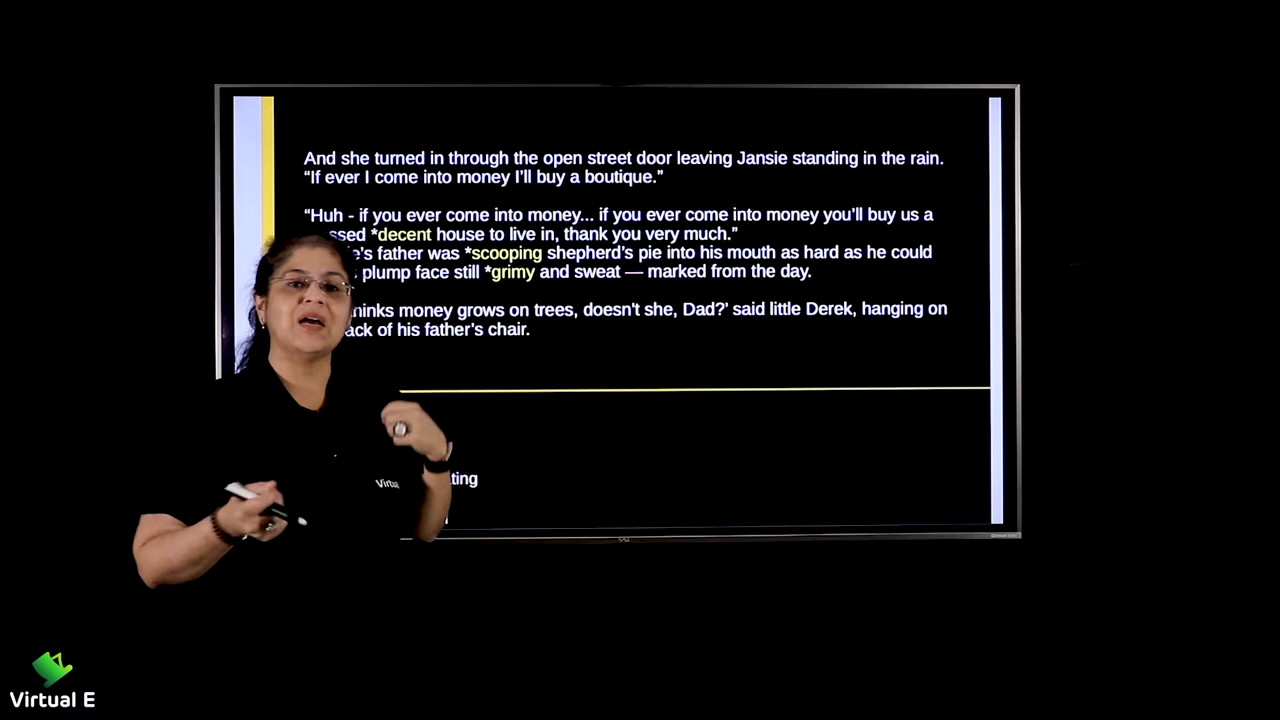 And she turned in through the open street door leaving Jansie standing in the rain.
“If ever I come into money I’ll buy a boutique.”
“Huh - if you ever come into money... if you ever come into money you’ll buy us a
ssed *decent house to live in, thank you very much.”
e’s father was *scooping shepherd’s pie into his mouth as hard as he could
plump face still *grimy and sweat — marked from the day.
hinks money grows on trees, doesn't she, Dad?’ said little Derek, hanging on
ack of his father’s chair.
ting
Virtua
Virtual E